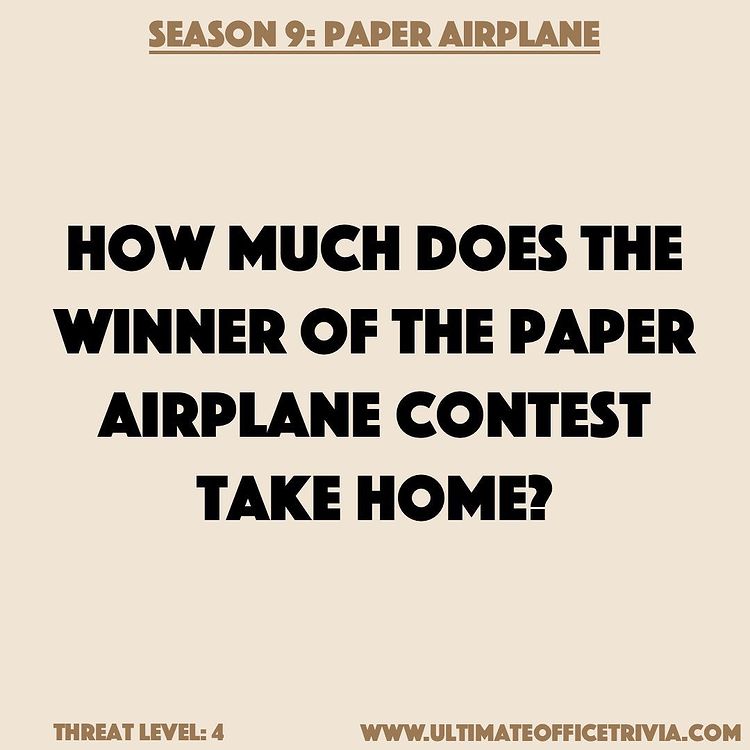 SEASON 9: PAPER AIRPLANE
HOW MUCH DOES THE
WINNER OF THE PAPER
AIRPLANE CONTEST
TAKE HOME?
THREAT LEVEL: 4
WWW.ULTIMATEOFFICETRIVIA.COM